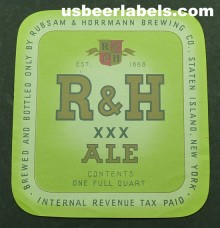 usbeerlabels.com
BREWED AND BOTTLED ONLY BY RUBSAM & HORRMANN BREWING CO., STATEN ISLAND, NEW YORK
R&H
EST. 1868
R&H
XXX
ALE
CONTENTS
ONE FULL QUART
· INTERNAL REVENUE TAX PAID ·